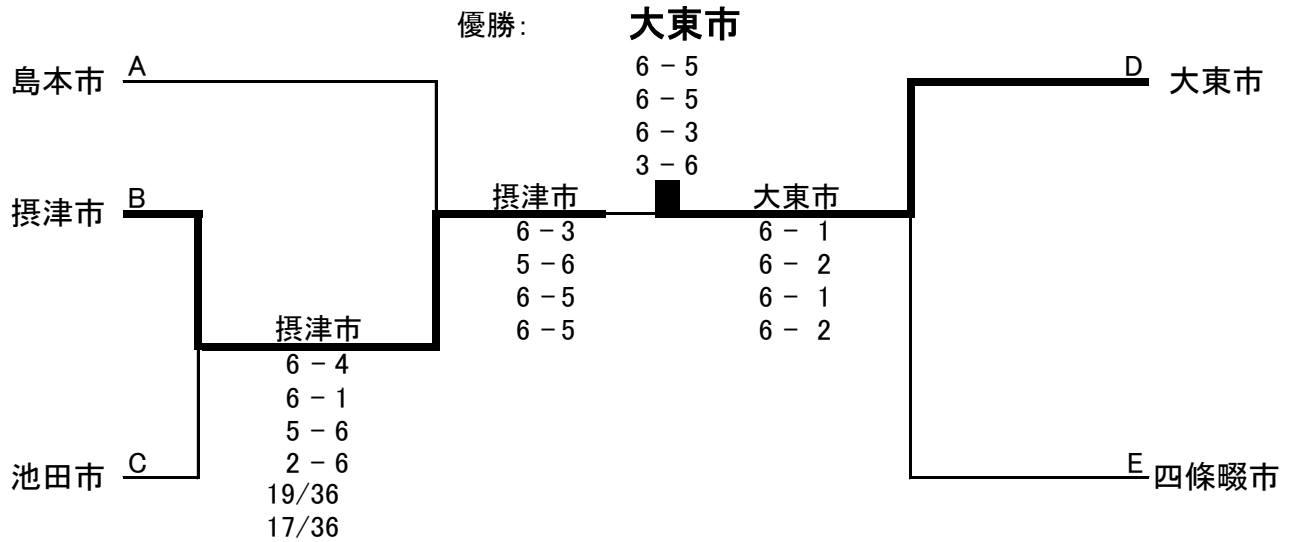 優勝: 大東市
6 - 5
6 - 5
6 - 3
3 - 6
A
島本市
D
大東市
B
摂津市
摂津市
6 - 3
5 - 6
6 - 5
6 - 5
大東市
6 - 1
6 - 2
6 - 1
6 - 2
摂津市
6 - 4
6 - 1
5 - 6
2 - 6
19/36
17/36
C
池田市
E
四條畷市